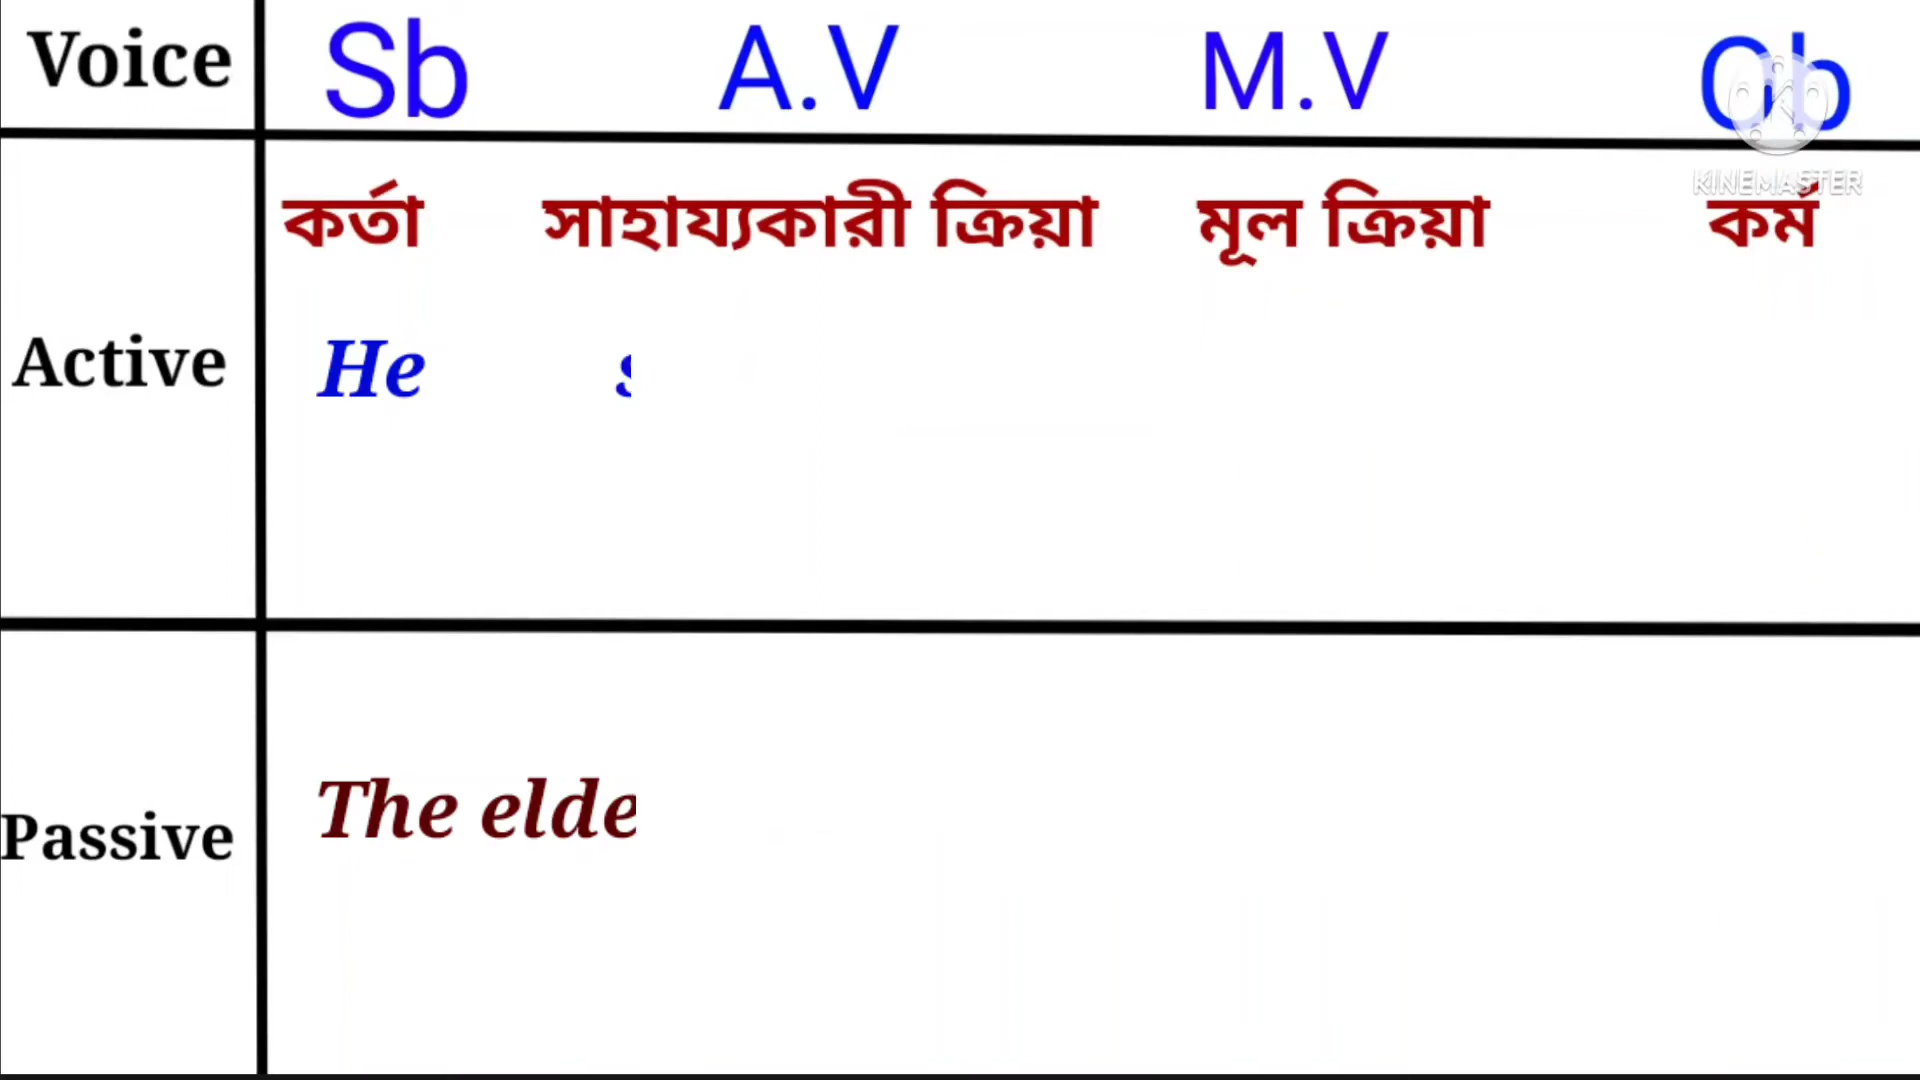 Voice Sb A.V M.V Ob
KINEMASTER
কর্তা সাহায্যকারী ক্রিয়া মূল ক্রিয়া কর্ম
Active He s
Passive The elde